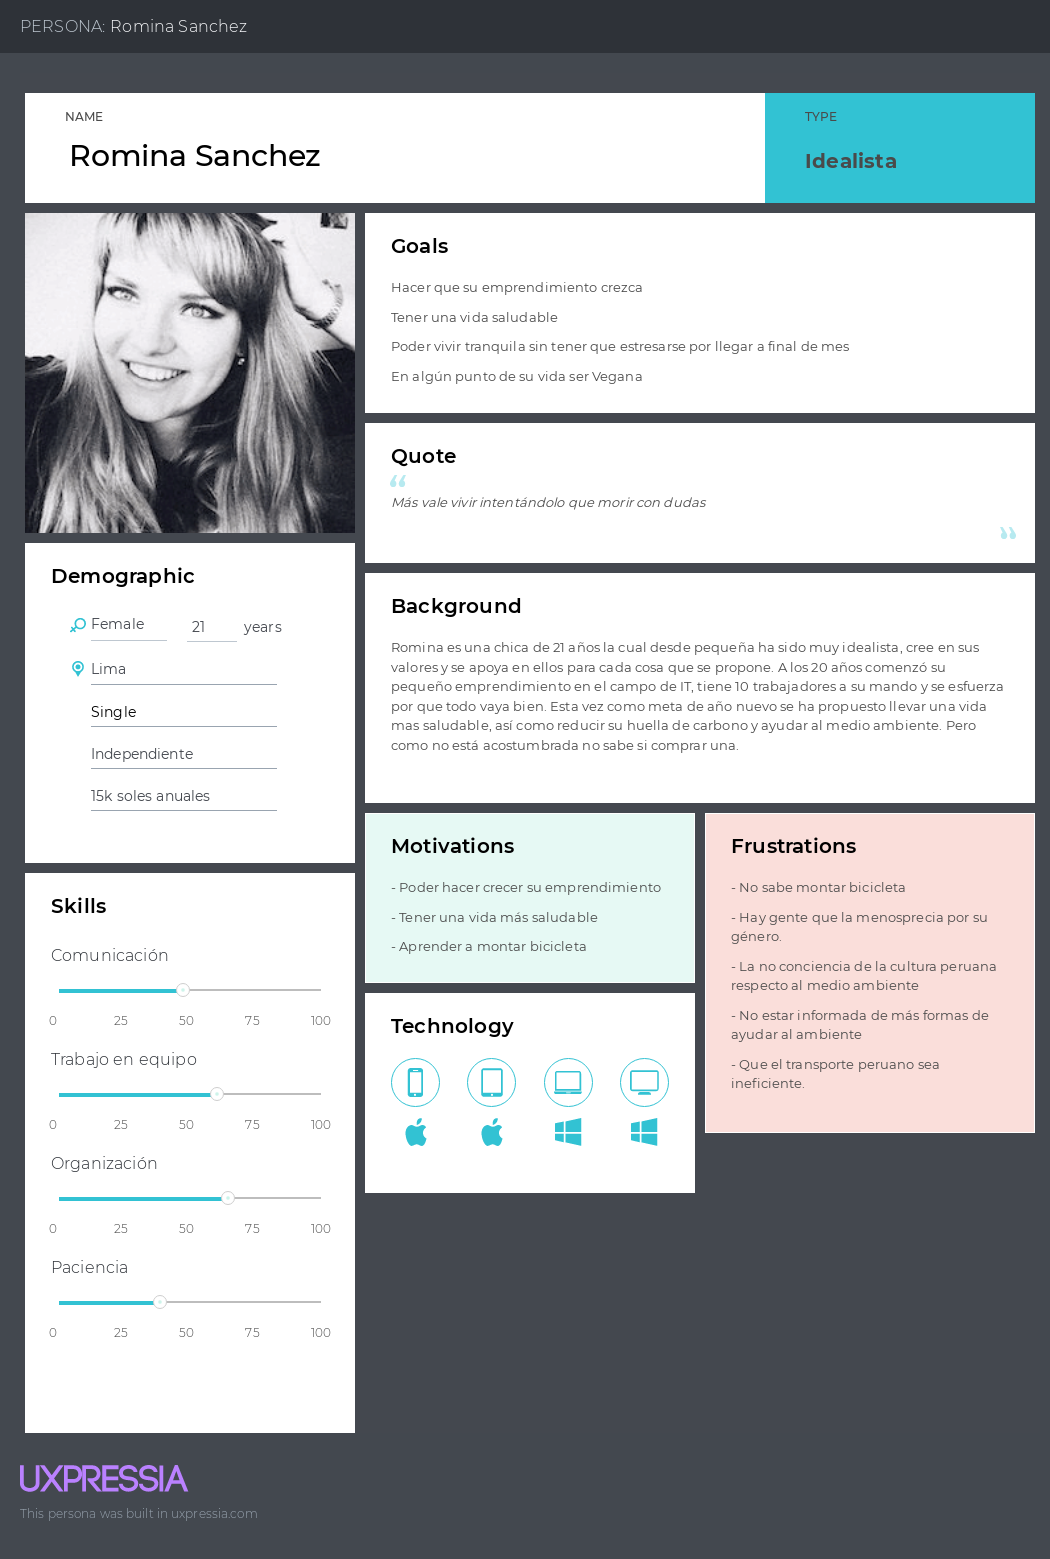 PERSONA: Romina Sanchez
NAME
Romina Sanchez
TYPE
Idealista
Goals
Hacer que su emprendimiento crezca
Tener una vida saludable
Poder vivir tranquila sin tener que estresarse por llegar a final de mes
En algún punto de su vida ser Vegana
Quote
“
Más vale vivir intentándolo que morir con dudas
”
Demographic
Female 21 years
Lima
Single
Independiente
15k soles anuales
Background
Romina es una chica de 21 años la cual desde pequeña ha sido muy idealista, cree en sus
valores y se apoya en ellos para cada cosa que se propone. A los 20 años comenzó su
pequeño emprendimiento en el campo de IT, tiene 10 trabajadores a su mando y se esfuerza
por que todo vaya bien. Esta vez como meta de año nuevo se ha propuesto llevar una vida
mas saludable, así como reducir su huella de carbono y ayudar al medio ambiente. Pero
como no está acostumbrada no sabe si comprar una.
Skills
Comunicación
0 25 50 75 100
Trabajo en equipo
0 25 50 75 100
Organización
0 25 50 75 100
Paciencia
0 25 50 75 100
Motivations
- Poder hacer crecer su emprendimiento
- Tener una vida más saludable
- Aprender a montar bicicleta
Technology
Frustrations
- No sabe montar bicicleta
- Hay gente que la menosprecia por su
género.
- La no conciencia de la cultura peruana
respecto al medio ambiente
- No estar informada de más formas de
ayudar al ambiente
- Que el transporte peruano sea
ineficiente.
UXPRESSIA
This persona was built in uxpressia.com